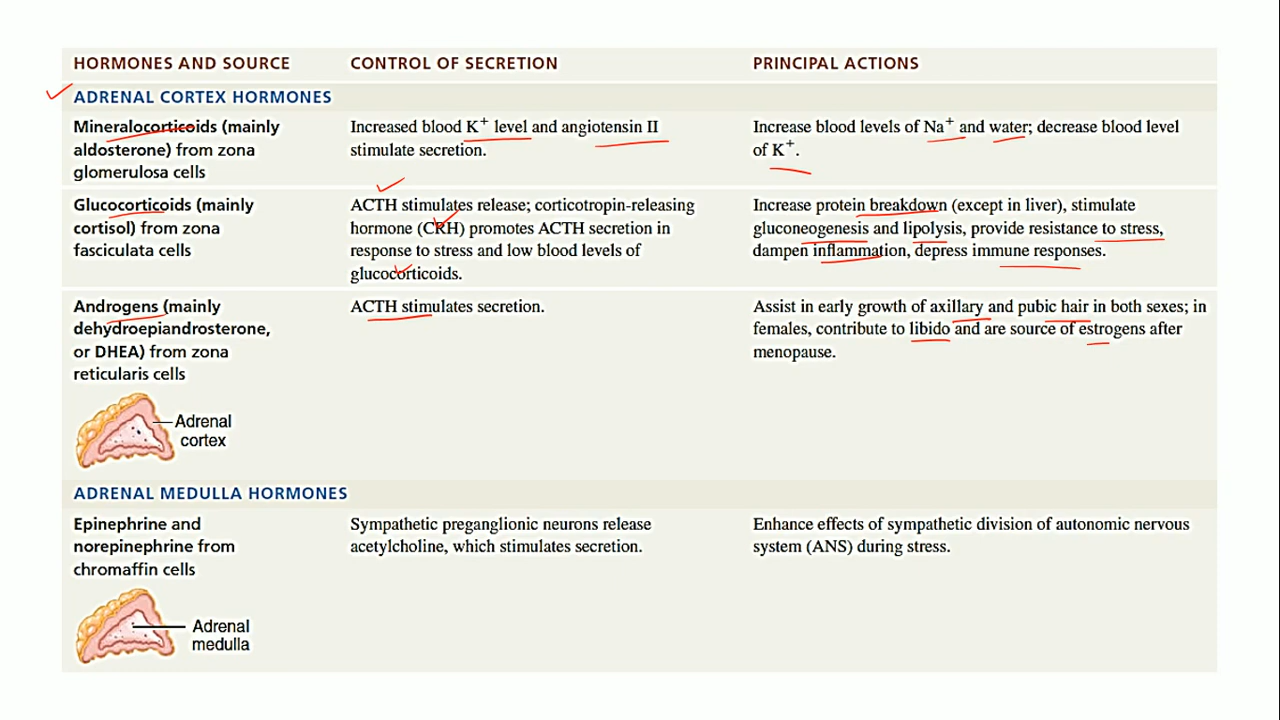 HORMONES AND SOURCE CONTROL OF SECRETION PRINCIPAL ACTIONS
ADRENAL CORTEX HORMONES
Mineralocorticoids (mainly
aldosterone) from zona
glomerulosa cells
Increased blood K⁺ level and angiotensin II
stimulate secretion.
Increase blood levels of Na⁺ and water; decrease blood level
of K⁺.
Glucocorticoids (mainly
cortisol) from zona
fasciculata cells
ACTH stimulates release; corticotropin-releasing
hormone (CRH) promotes ACTH secretion in
response to stress and low blood levels of
glucocorticoids.
Increase protein breakdown (except in liver), stimulate
gluconeogenesis and lipolysis, provide resistance to stress,
dampen inflammation, depress immune responses.
Androgens (mainly
dehydroepiandrosterone,
or DHEA) from zona
reticularis cells
ACTH stimulates secretion.
Assist in early growth of axillary and pubic hair in both sexes; in
females, contribute to libido and are source of estrogens after
menopause.
Adrenal
cortex
ADRENAL MEDULLA HORMONES
Epinephrine and
norepinephrine from
chromaffin cells
Sympathetic preganglionic neurons release
acetylcholine, which stimulates secretion.
Enhance effects of sympathetic division of autonomic nervous
system (ANS) during stress.
Adrenal
medulla